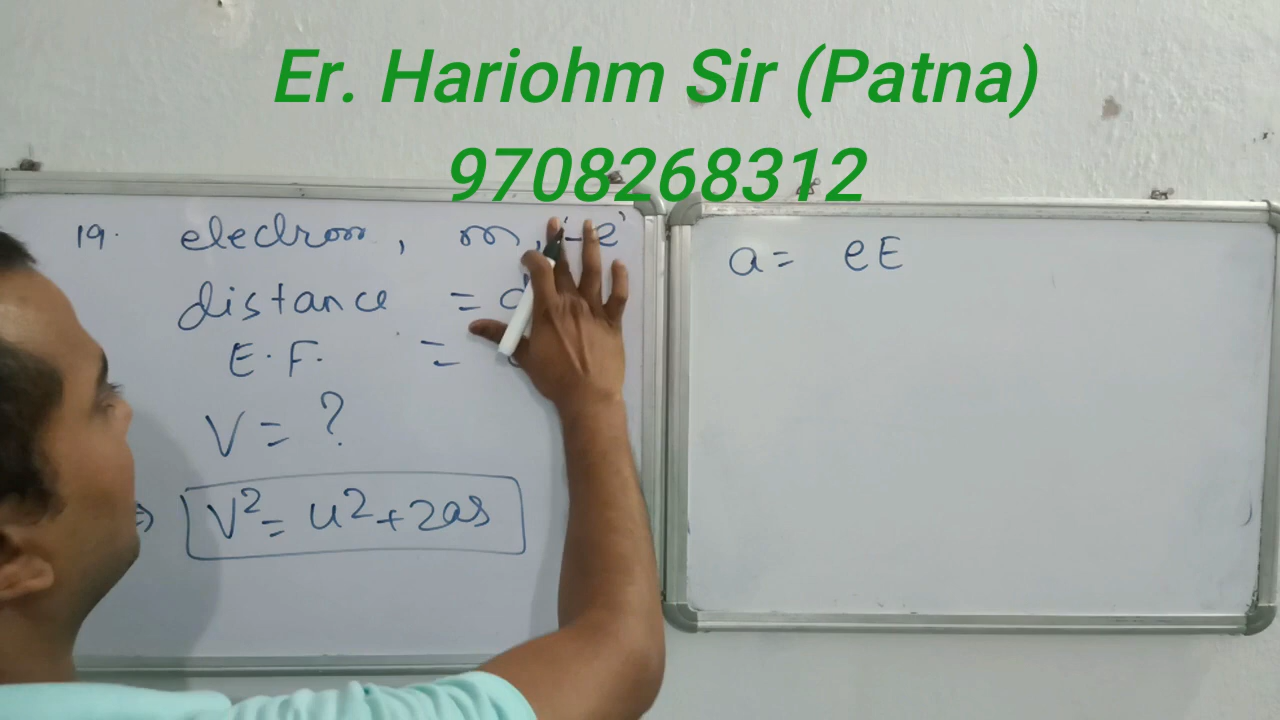 Er. Hariohm Sir (Patna)
9708268312
19. electron, m, '-e'
distance = d
E.F. =
V = ?
⇒ V² = u² + 2as
a = eE